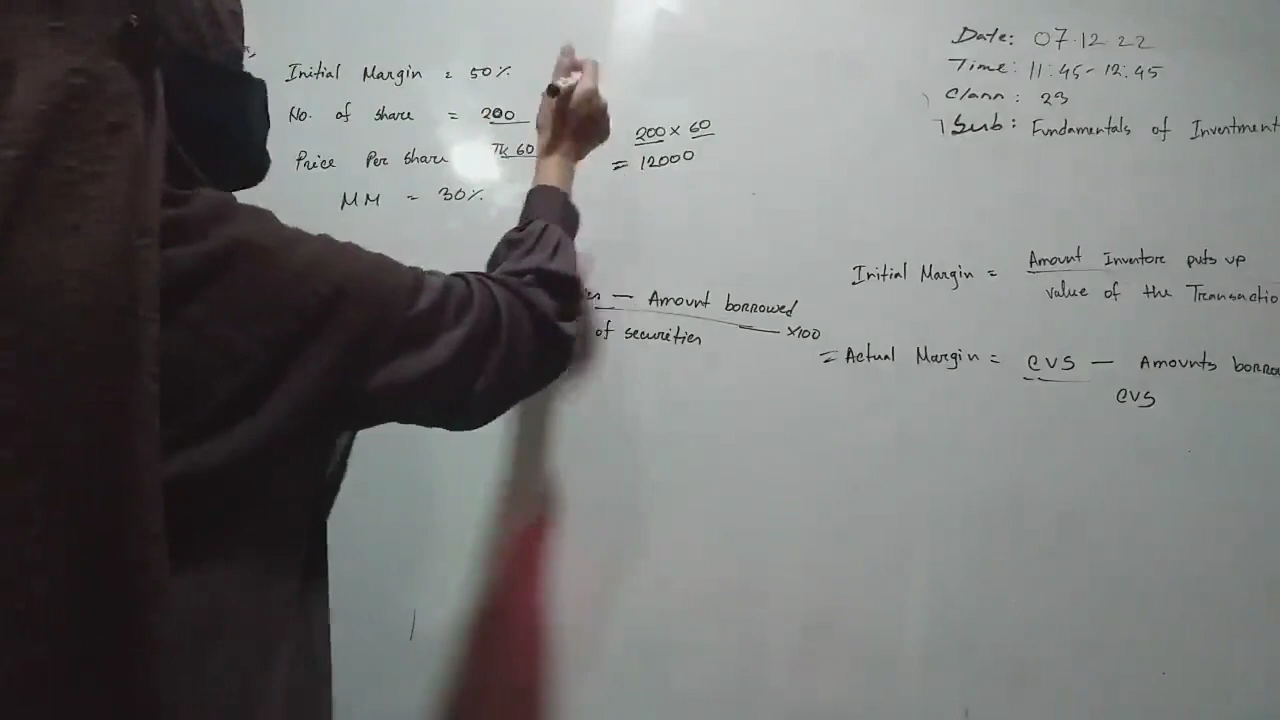 Initial Margin = 50%
No. of share = 200
Price Per share TK 60
MM = 30%
200 × 60
= 12000
— Amount borrowed
of securities ×100
Date: 07.12.22
Time: 11:45-12:45
Class: 23
Sub: Fundamentals of Investment
Initial Margin = Amount Investore puts up
value of the Transactio
= Actual Margin = CVS — Amounts borro
CVS